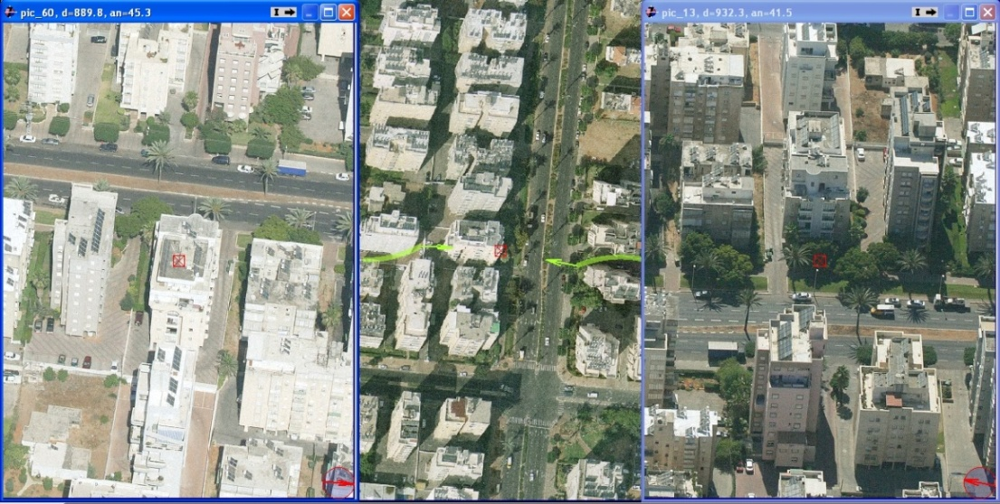 pic_60, d=889.8, an=45.3
pic_13, d=932.3, an=41.5